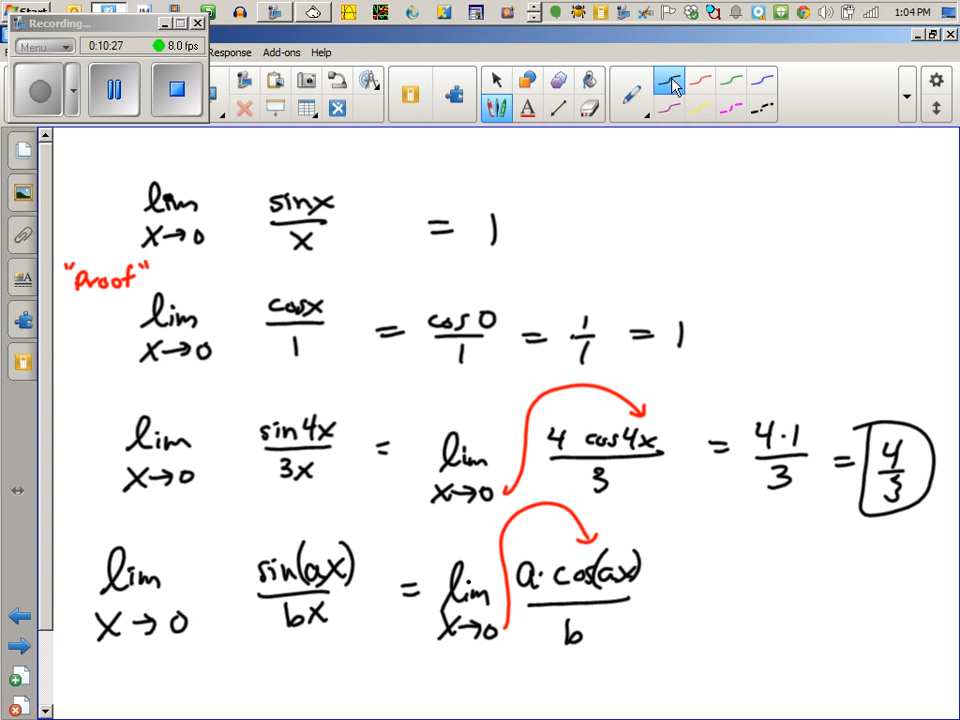 1:04 PM
Recording...
Menu 0:10:27 8.0 fps
Response Add-ons Help
lim x→0 sinx/x = 1
"Proof"
lim x→0 cosx/1 = cos0/1 = 1/1 = 1
lim x→0 sin4x/3x = lim x→0 4 cos4x/3 = 4·1/3 = 4/3
lim x→0 sin(ax)/bx = lim x→0 a·cos(ax)/b